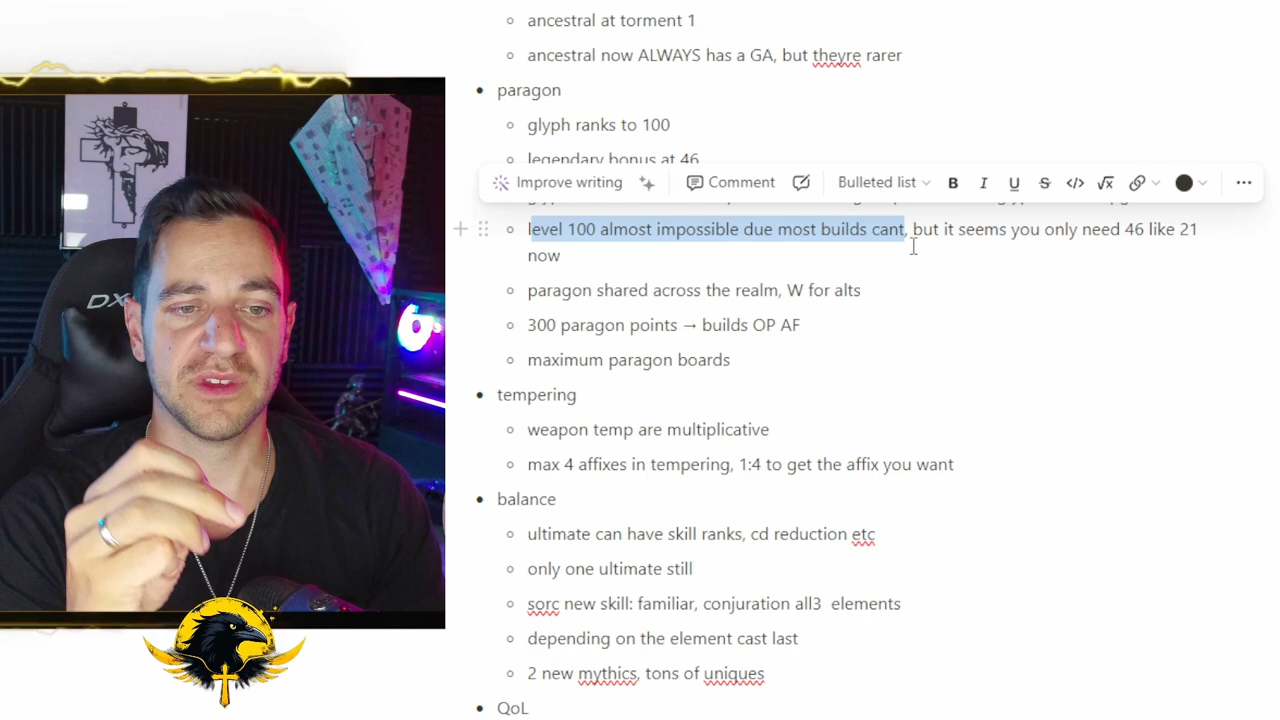 ancestral at torment 1
ancestral now ALWAYS has a GA, but theyre rarer
paragon
glyph ranks to 100
legendary bonus at 46
Improve writing
Comment
Bulleted list
B
I
U
S
level 100 almost impossible due most builds cant, but it seems you only need 46 like 21
now
paragon shared across the realm, W for alts
300 paragon points → builds OP AF
maximum paragon boards
tempering
weapon temp are multiplicative
max 4 affixes in tempering, 1:4 to get the affix you want
balance
ultimate can have skill ranks, cd reduction etc
only one ultimate still
sorc new skill: familiar, conjuration all3  elements
depending on the element cast last
2 new mythics, tons of uniques
QoL
DX